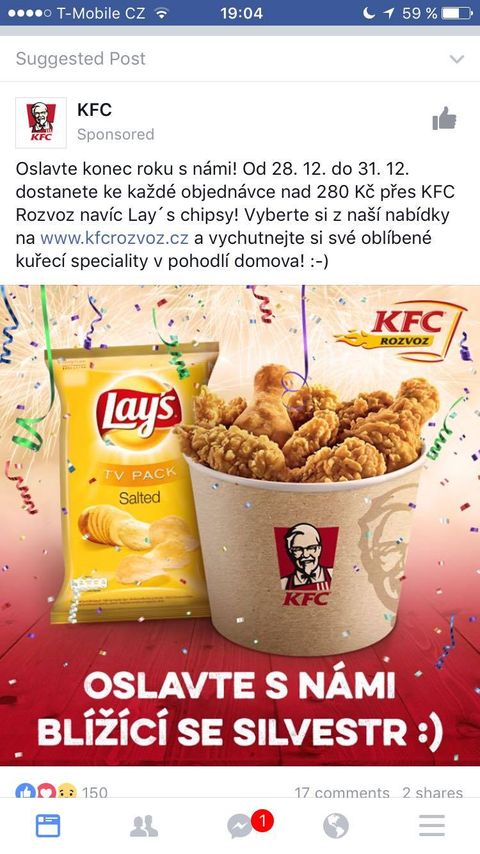 T-Mobile CZ 19:04 59 %
Suggested Post
KFC
KFC
Sponsored
Oslavte konec roku s námi! Od 28. 12. do 31. 12.
dostanete ke každé objednávce nad 280 Kč přes KFC
Rozvoz navíc Lay´s chipsy! Vyberte si z naší nabídky
na www.kfcrozvoz.cz a vychutnejte si své oblíbené
kuřecí speciality v pohodlí domova! :-)
KFC
ROZVOZ
Lay's
TV PACK
Salted
KFC
OSLAVTE S NÁMI
BLÍŽÍCÍ SE SILVESTR :)
150 17 comments 2 shares
1